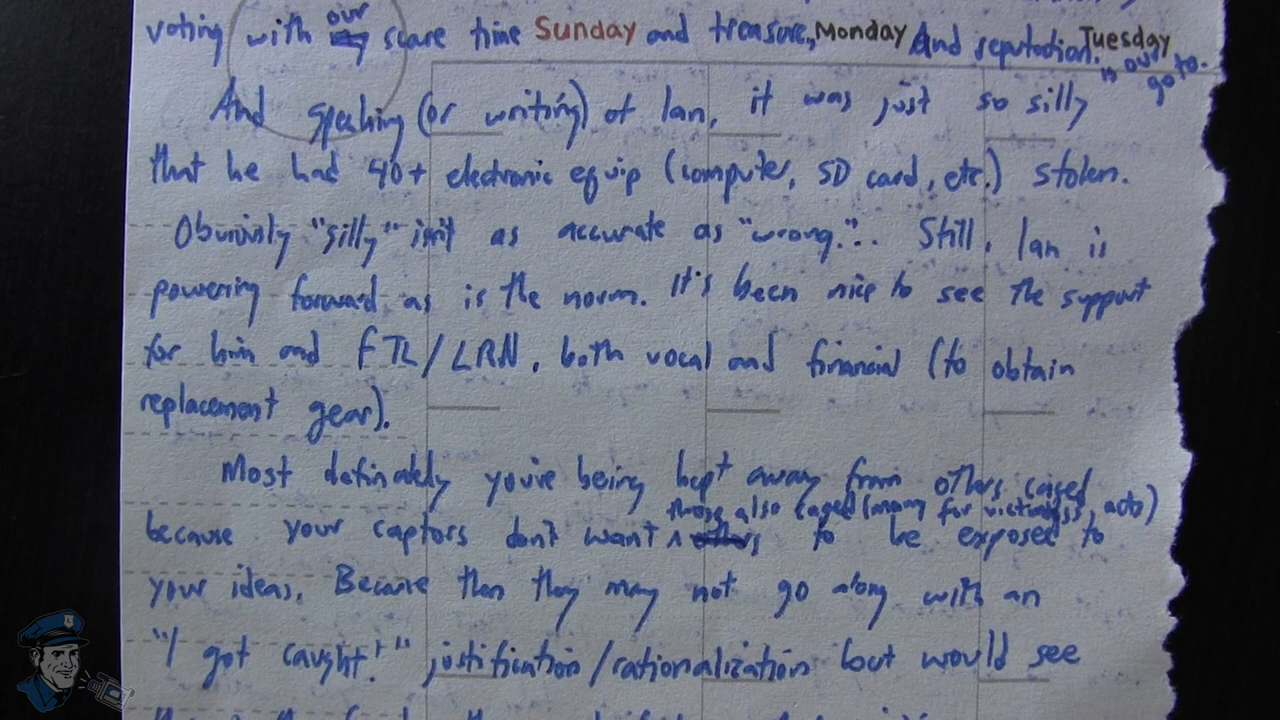 voting with our scare time Sunday and treasure, Monday And reputation. Tuesday
is our go to.
And speaking (or writing) of Ian, it was just so silly
that he had 40+ electronic equip (computer, SD card, etc.) stolen.
Obviously "silly" isn't as accurate as "wrong.".. Still, Ian is
powering forward as is the norm. It's been nice to see the support
for him and FTL/LRN, both vocal and financial (to obtain
replacement gear).
Most definately you're being kept away from others caged
those also caged (many for victimless acts)
because your captors don't want to be exposed to
your ideas. Because then they may not go along with an
"I got caught!" justification/rationalization but would see